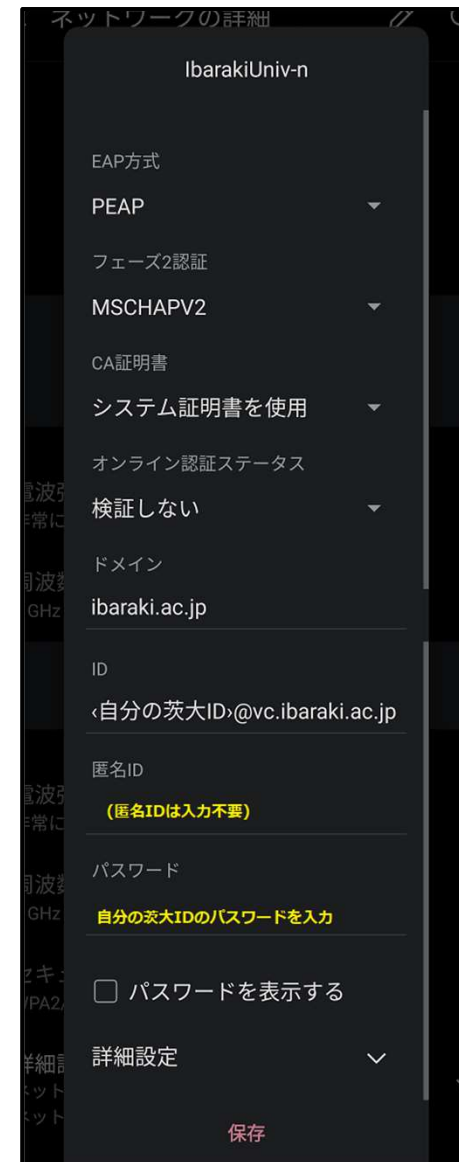 ネットワークの詳細
IbarakiUniv-n
EAP方式
PEAP
フェーズ2認証
MSCHAPV2
CA証明書
システム証明書を使用
オンライン認証ステータス
検証しない
ドメイン
ibaraki.ac.jp
ID
‹自分の茨大ID›@vc.ibaraki.ac.jp
匿名ID
(匿名IDは入力不要)
パスワード
自分の茨大IDのパスワードを入力
パスワードを表示する
詳細設定
保存